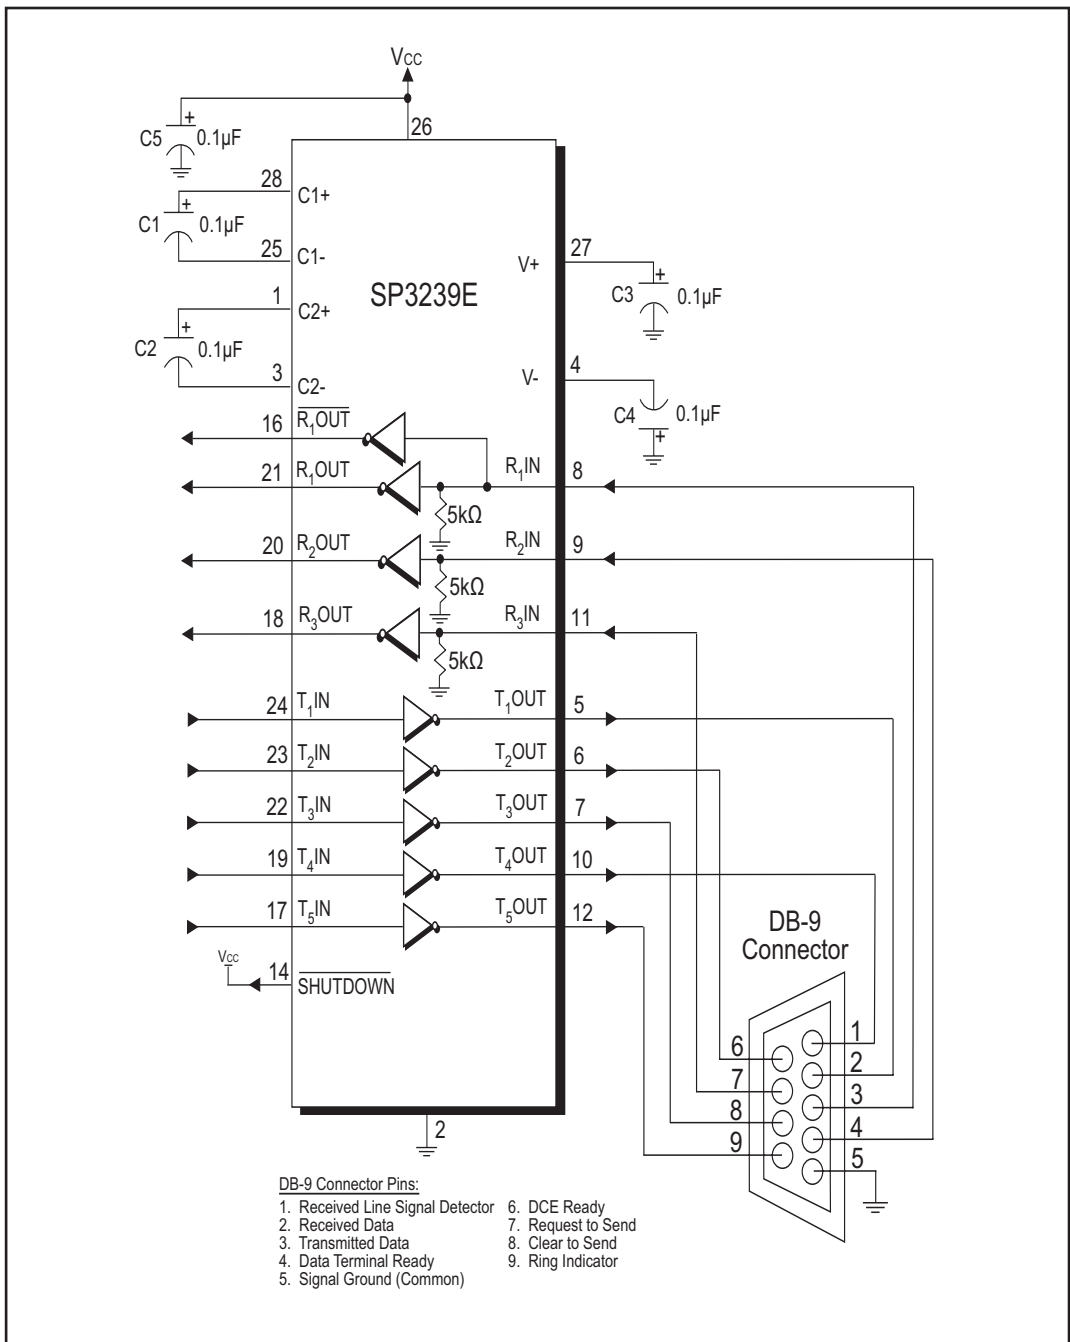 VCC
26
C5
+
0.1µF
28
C1+
C1
+
0.1µF
25
C1-
SP3239E
V+
27
+
C3
0.1µF
1
C2+
C2
+
0.1µF
3
C2-
V-
4
C4
0.1µF
+
16
R1OUT
21
R1OUT
R1IN
8
5kΩ
20
R2OUT
R2IN
9
5kΩ
18
R3OUT
R3IN
11
5kΩ
24
T1IN
T1OUT
5
23
T2IN
T2OUT
6
22
T3IN
T3OUT
7
19
T4IN
T4OUT
10
17
T5IN
T5OUT
12
VCC
14
SHUTDOWN
2
DB-9
Connector
1
6
2
7
3
8
4
9
5
DB-9 Connector Pins:
1. Received Line Signal Detector
2. Received Data
3. Transmitted Data
4. Data Terminal Ready
5. Signal Ground (Common)
6. DCE Ready
7. Request to Send
8. Clear to Send
9. Ring Indicator